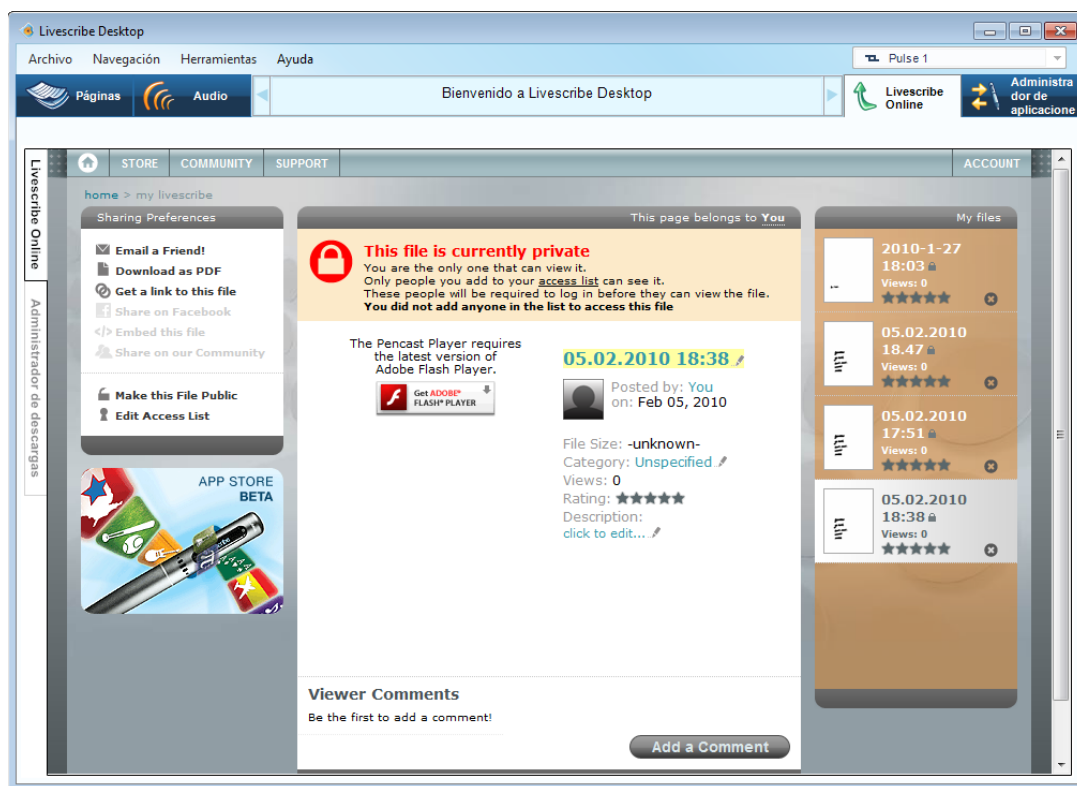 Livescribe Desktop
Archivo Navegación Herramientas Ayuda
Pulse 1
Páginas
Audio
Bienvenido a Livescribe Desktop
Livescribe
Online
Administra
dor de
aplicacione
Livescribe Online
Administrador de descargas
STORE COMMUNITY SUPPORT ACCOUNT
home > my livescribe
Sharing Preferences
Email a Friend!
Download as PDF
Get a link to this file
Share on Facebook
</> Embed this file
Share on our Community
Make this File Public
Edit Access List
APP STORE
BETA
This page belongs to You
This file is currently private
You are the only one that can view it.
Only people you add to your access list can see it.
These people will be required to log in before they can view the file.
You did not add anyone in the list to access this file
The Pencast Player requires
the latest version of
Adobe Flash Player.
Get ADOBE®
FLASH® PLAYER
05.02.2010 18:38
Posted by: You
on: Feb 05, 2010
File Size: -unknown-
Category: Unspecified
Views: 0
Rating: ★★★★★
Description:
click to edit...
Viewer Comments
Be the first to add a comment!
Add a Comment
My files
2010-1-27
18:03
Views: 0
★★★★★
05.02.2010
18.47
Views: 0
★★★★★
05.02.2010
17:51
Views: 0
★★★★★
05.02.2010
18:38
Views: 0
★★★★★